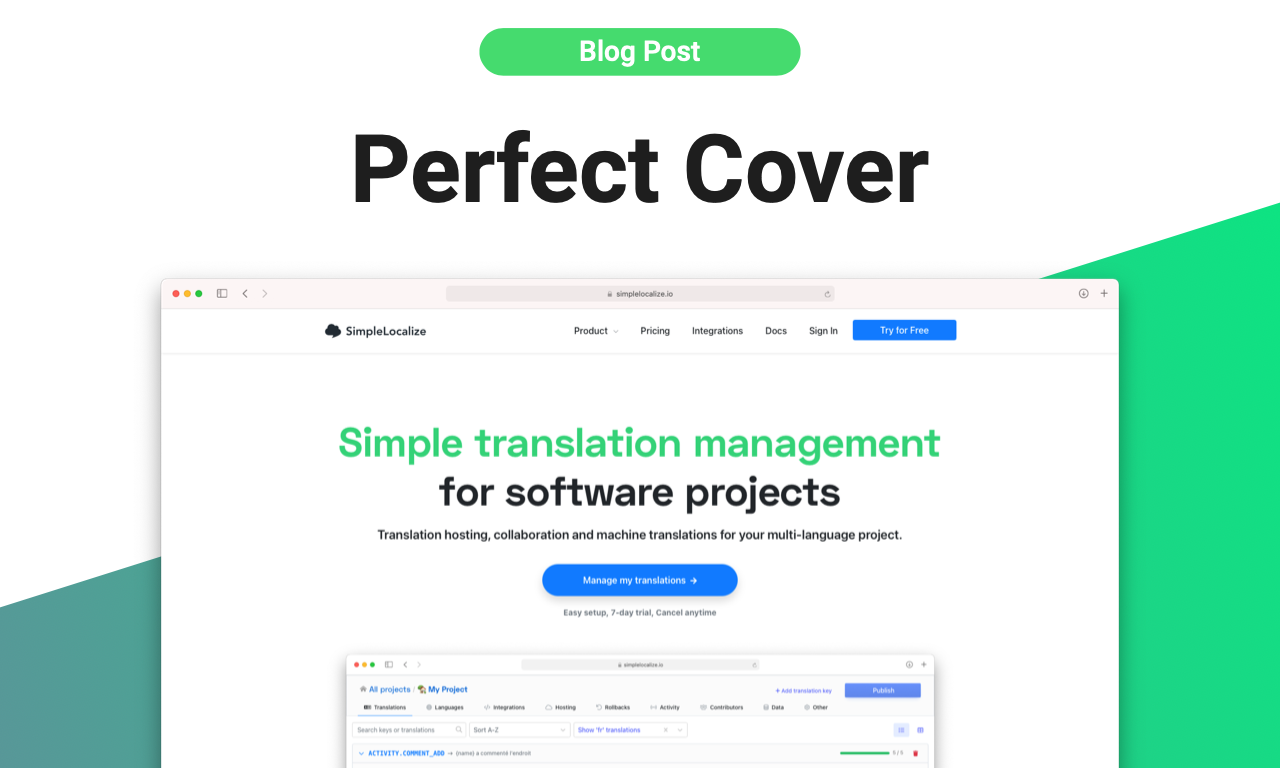 Blog Post
Perfect Cover
simplelocalize.io
SimpleLocalize Product Pricing Integrations Docs Sign In Try for Free
Simple translation management
for software projects
Translation hosting, collaboration and machine translations for your multi-language project.
Manage my translations →
Easy setup, 7-day trial, Cancel anytime
simplelocalize.io
All projects / My Project + Add translation key Publish
Translations Languages Integrations Hosting Rollbacks Activity Contributors Data Other
Search keys or translations Sort A-Z Show 'fr' translations
ACTIVITY.COMMENT_ADD → {name} a commenté l'endroit 5 / 5